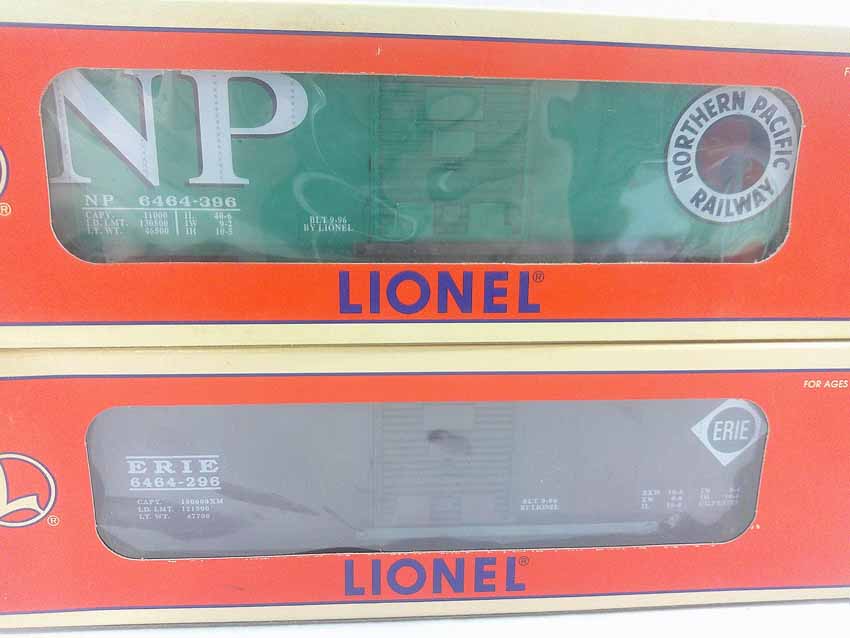 NP
NP 6464-396
CAPY. 11000 IL 40-6
LD. LMT. 130500 IW 9-2
LT. WT. 46500 IH 10-5
BLT 9-96
BY LIONEL
NORTHERN PACIFIC
RAILWAY
F
®
LIONEL®
FOR AGES
ERIE
6464-296
CAPY.
LD. LMT. 121500
LT. WT. 47700
BLT 9-96
BY LIONEL
ERIE
L
®
LIONEL®